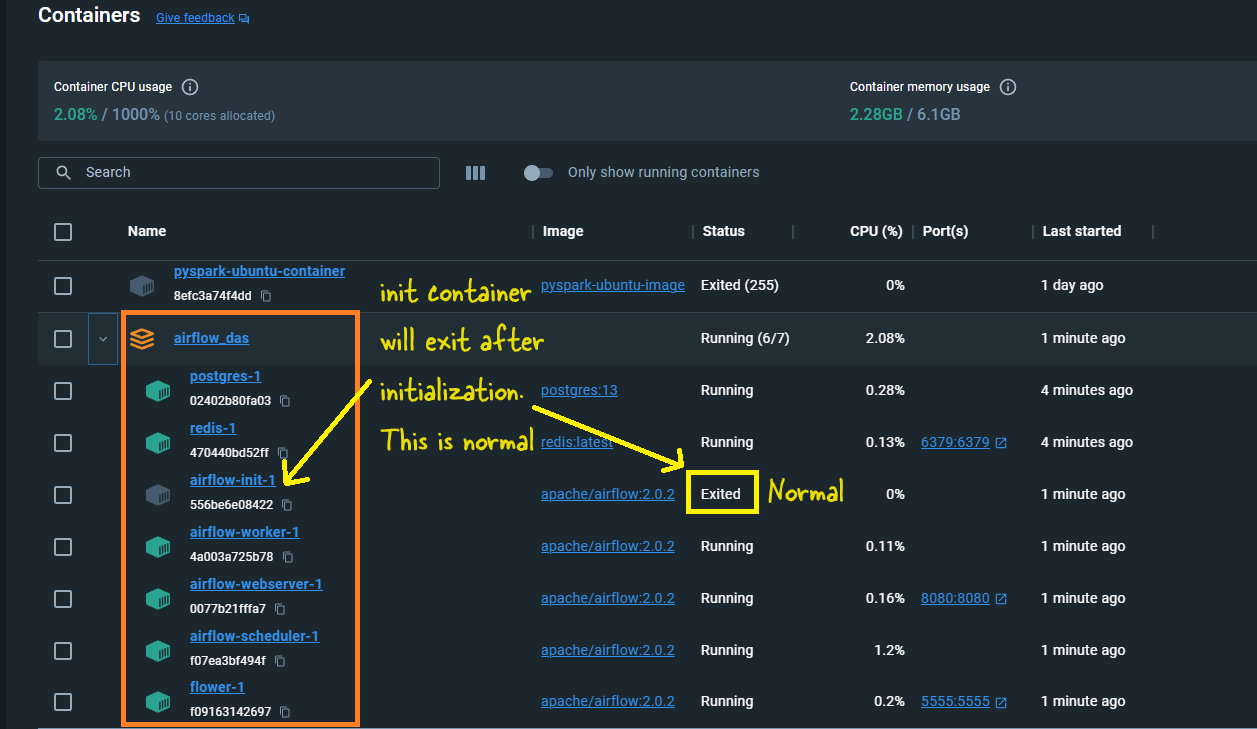 Containers Give feedback
Container CPU usage Container memory usage
2.08% / 1000% (10 cores allocated) 2.28GB / 6.1GB
Search Only show running containers
Name Image Status CPU (%) Port(s) Last started
pyspark-ubuntu-container pyspark-ubuntu-image Exited (255) 0% 1 day ago
8efc3a74f4dd
init container
airflow_das Running (6/7) 2.08% 1 minute ago
will exit after
postgres-1 postgres:13 Running 0.28% 4 minutes ago
02402b80fa03
initialization.
redis-1 redis:latest Running 0.13% 6379:6379 4 minutes ago
470440bd52ff
This is normal
airflow-init-1 apache/airflow:2.0.2 Exited Normal 0% 1 minute ago
556be6e08422
airflow-worker-1 apache/airflow:2.0.2 Running 0.11% 1 minute ago
4a003a725b78
airflow-webserver-1 apache/airflow:2.0.2 Running 0.16% 8080:8080 1 minute ago
0077b21fffa7
airflow-scheduler-1 apache/airflow:2.0.2 Running 1.2% 1 minute ago
f07ea3bf494f
flower-1 apache/airflow:2.0.2 Running 0.2% 5555:5555 1 minute ago
f09163142697